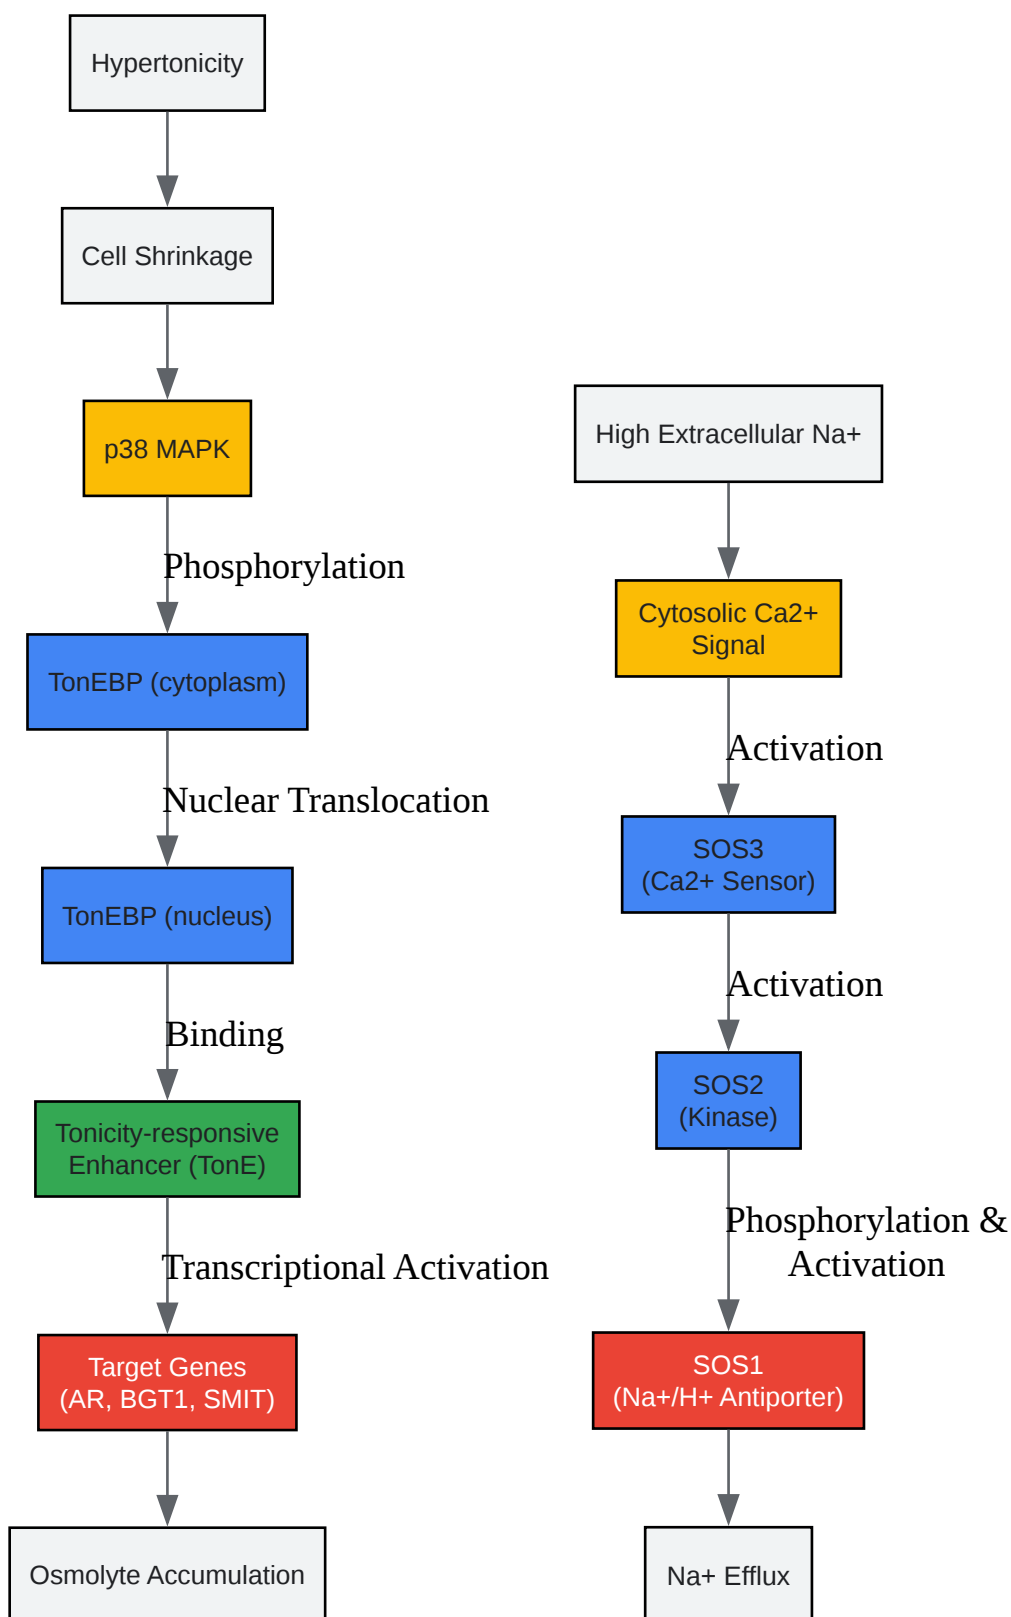 Hypertonicity
Cell Shrinkage
p38 MAPK
Phosphorylation
TonEBP (cytoplasm)
Nuclear Translocation
TonEBP (nucleus)
Binding
Tonicity-responsive
Enhancer (TonE)
Transcriptional Activation
Target Genes
(AR, BGT1, SMIT)
Osmolyte Accumulation
High Extracellular Na+
Cytosolic Ca2+
Signal
Activation
SOS3
(Ca2+ Sensor)
Activation
SOS2
(Kinase)
Phosphorylation &
Activation
SOS1
(Na+/H+ Antiporter)
Na+ Efflux